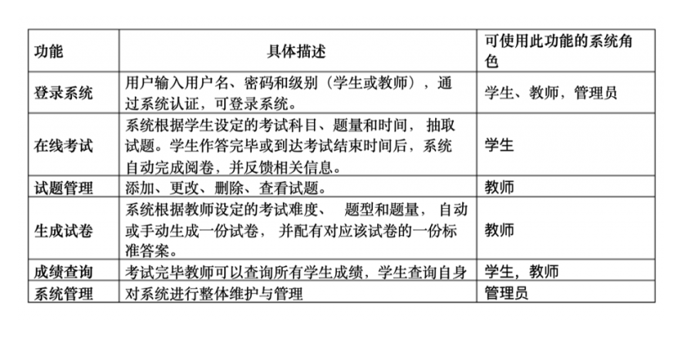 功能
具体描述
可使用此功能的系统角
色
登录系统
用户输入用户名、密码和级别（学生或教师），通
过系统认证，可登录系统。
学生、教师，管理员
在线考试
系统根据学生设定的考试科目、题量和时间， 抽取
试题。学生作答完毕或到达考试结束时间后，系统
自动完成阅卷，并反馈相关信息。
学生
试题管理
添加、更改、删除、查看试题。
教师
生成试卷
系统根据教师设定的考试难度、 题型和题量， 自动
或手动生成一份试卷， 并配有对应该试卷的一份标
准答案。
教师
成绩查询
考试完毕教师可以查询所有学生成绩，学生查询自身
学生，教师
系统管理
对系统进行整体维护与管理
管理员